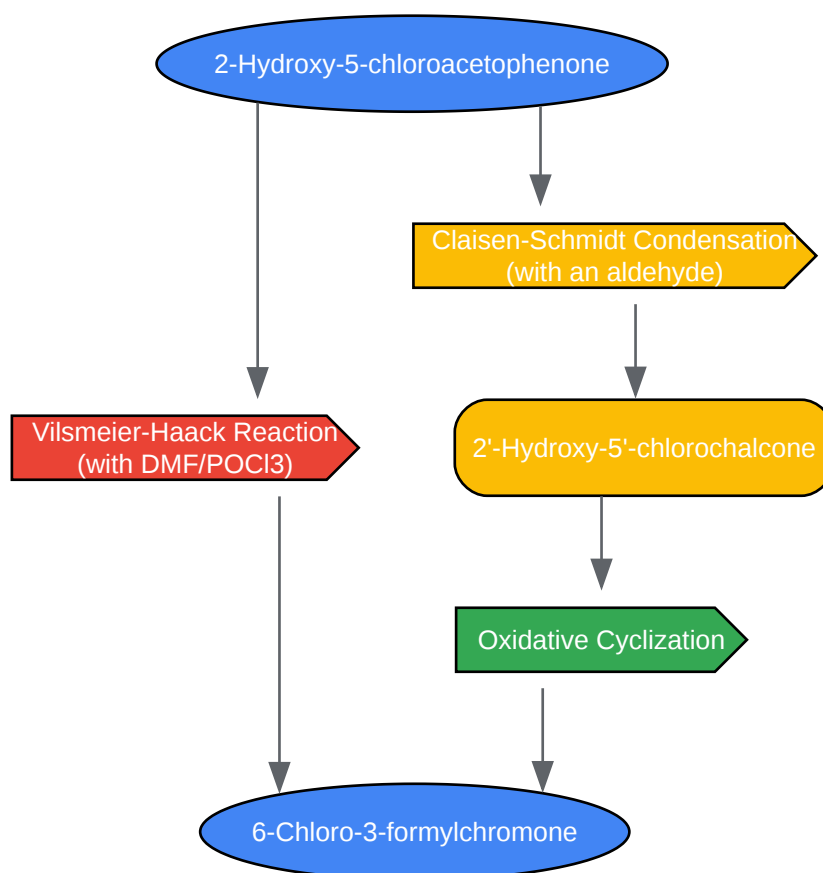 2-Hydroxy-5-chloroacetophenone
Claisen-Schmidt Condensation
(with an aldehyde)
Vilsmeier-Haack Reaction
(with DMF/POCl3)
2'-Hydroxy-5'-chlorochalcone
Oxidative Cyclization
6-Chloro-3-formylchromone